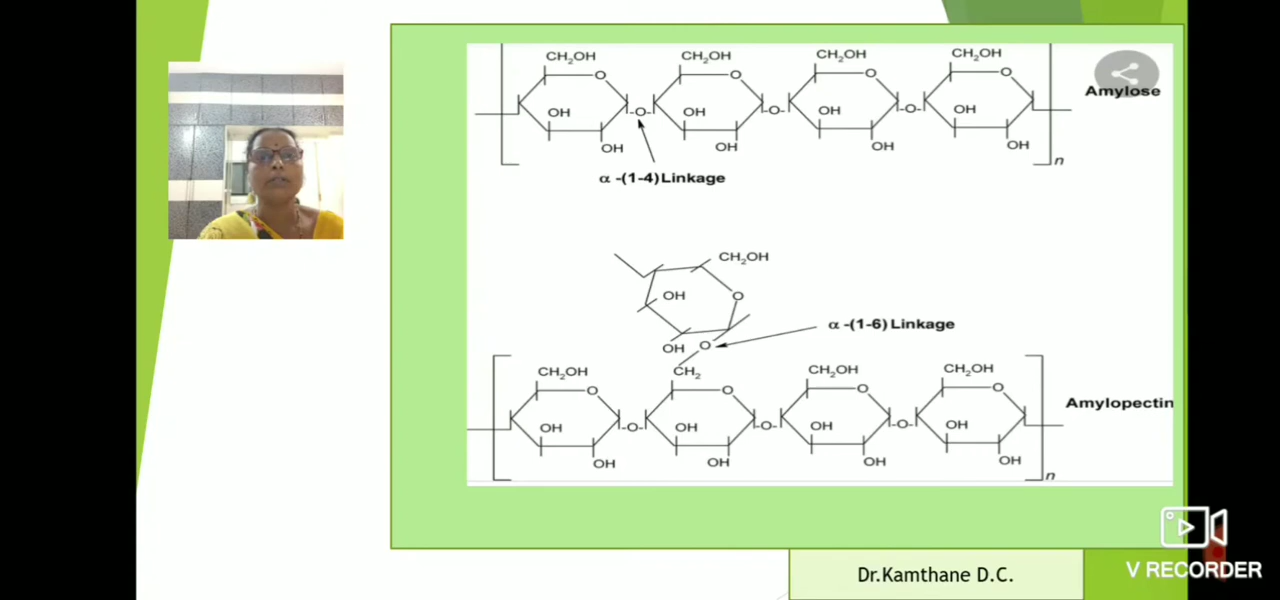 CH₂OH CH₂OH CH₂OH CH₂OH
O O O O
Amylose
OH OH OH OH
-O- -O- -O-
OH OH OH OH
n
α -(1-4)Linkage
CH₂OH
OH O
α -(1-6)Linkage
OH O
CH₂OH CH₂ CH₂OH CH₂OH
O O O O
Amylopectin
OH OH OH OH
-O- -O- -O-
OH OH OH OH
n
V RECORDER
Dr.Kamthane D.C.